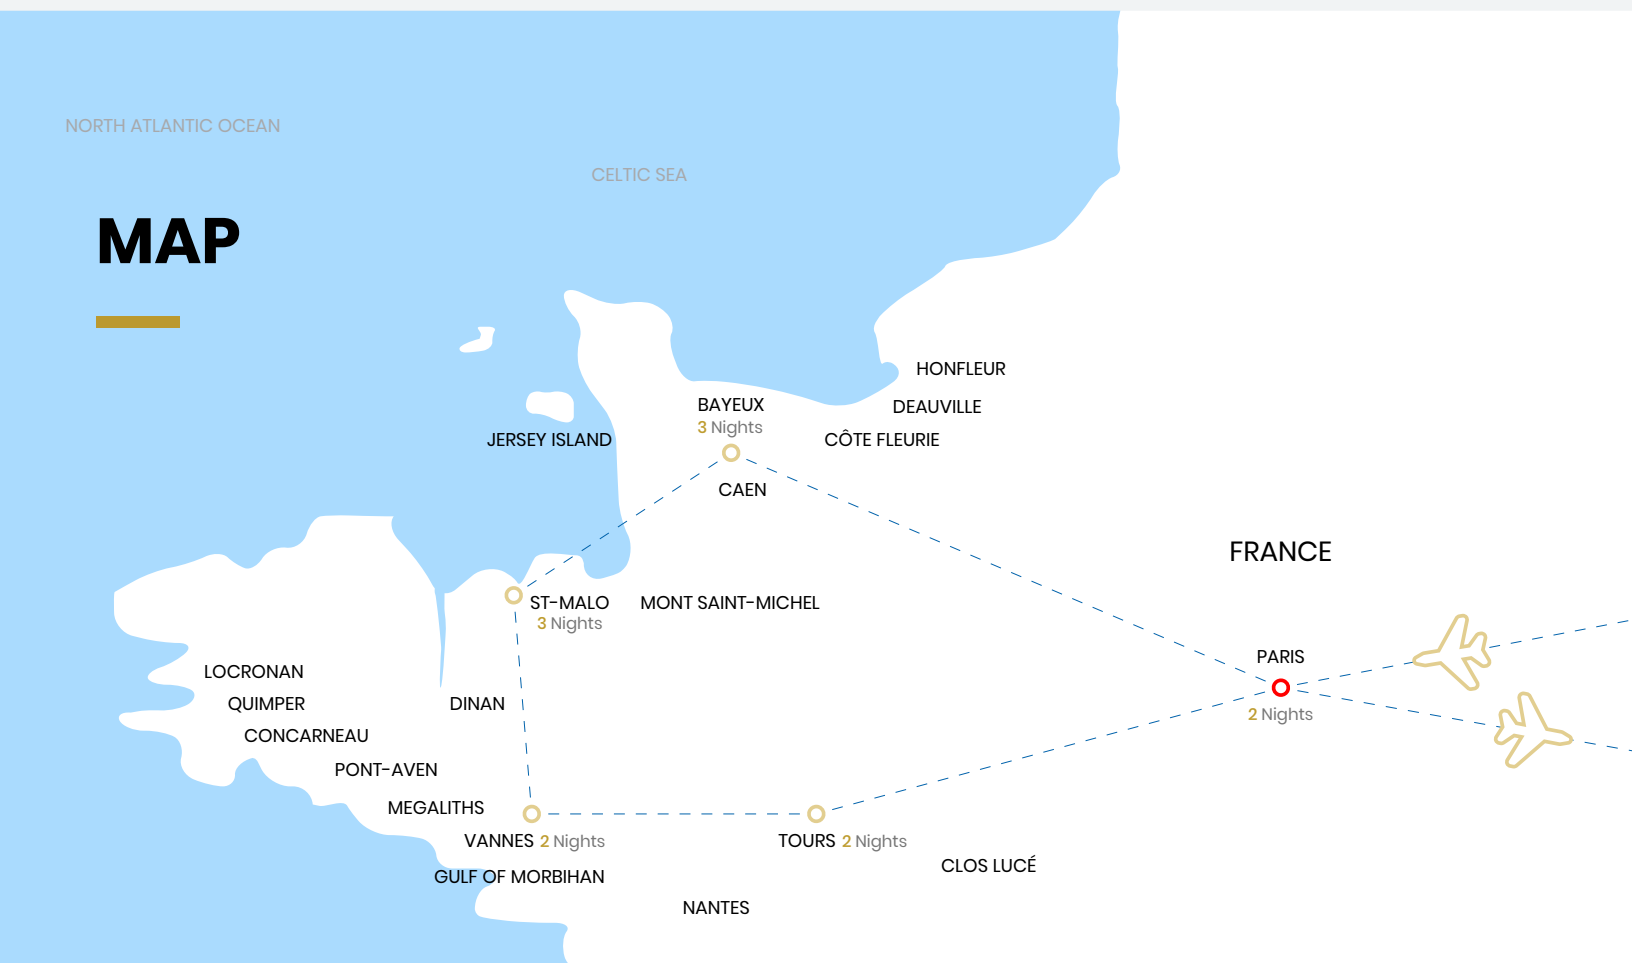 NORTH ATLANTIC OCEAN
CELTIC SEA
MAP
HONFLEUR
BAYEUX
3 Nights
DEAUVILLE
JERSEY ISLAND
CÔTE FLEURIE
CAEN
FRANCE
ST-MALO
3 Nights
MONT SAINT-MICHEL
PARIS
2 Nights
LOCRONAN
QUIMPER
DINAN
CONCARNEAU
PONT-AVEN
MEGALITHS
VANNES 2 Nights
TOURS 2 Nights
CLOS LUCÉ
GULF OF MORBIHAN
NANTES